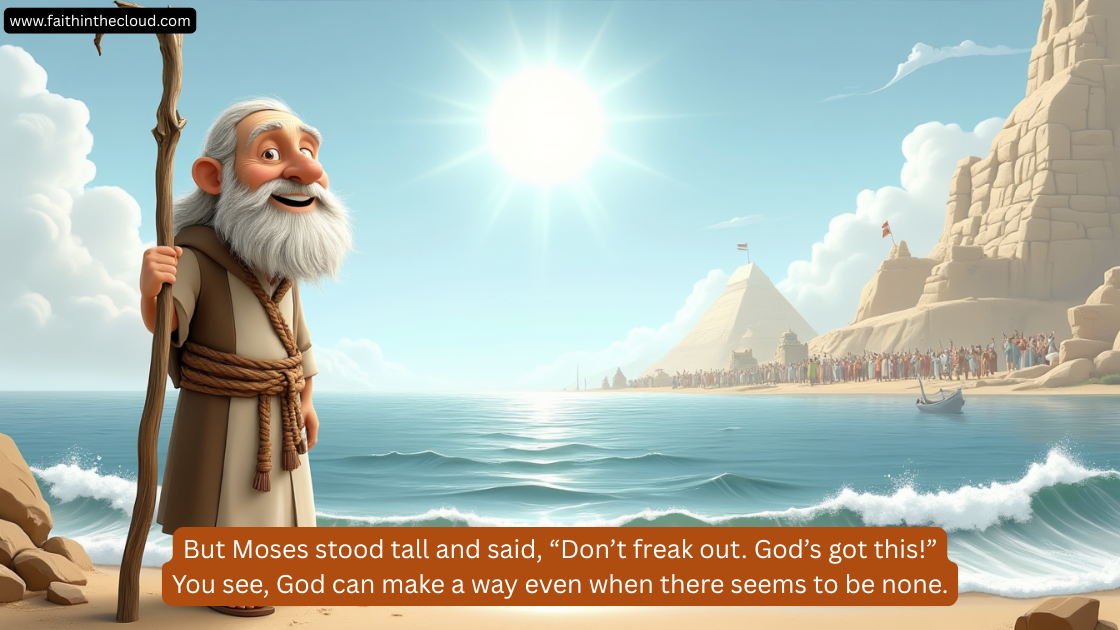 www.faithinthecloud.com
But Moses stood tall and said, “Don’t freak out. God’s got this!”
You see, God can make a way even when there seems to be none.